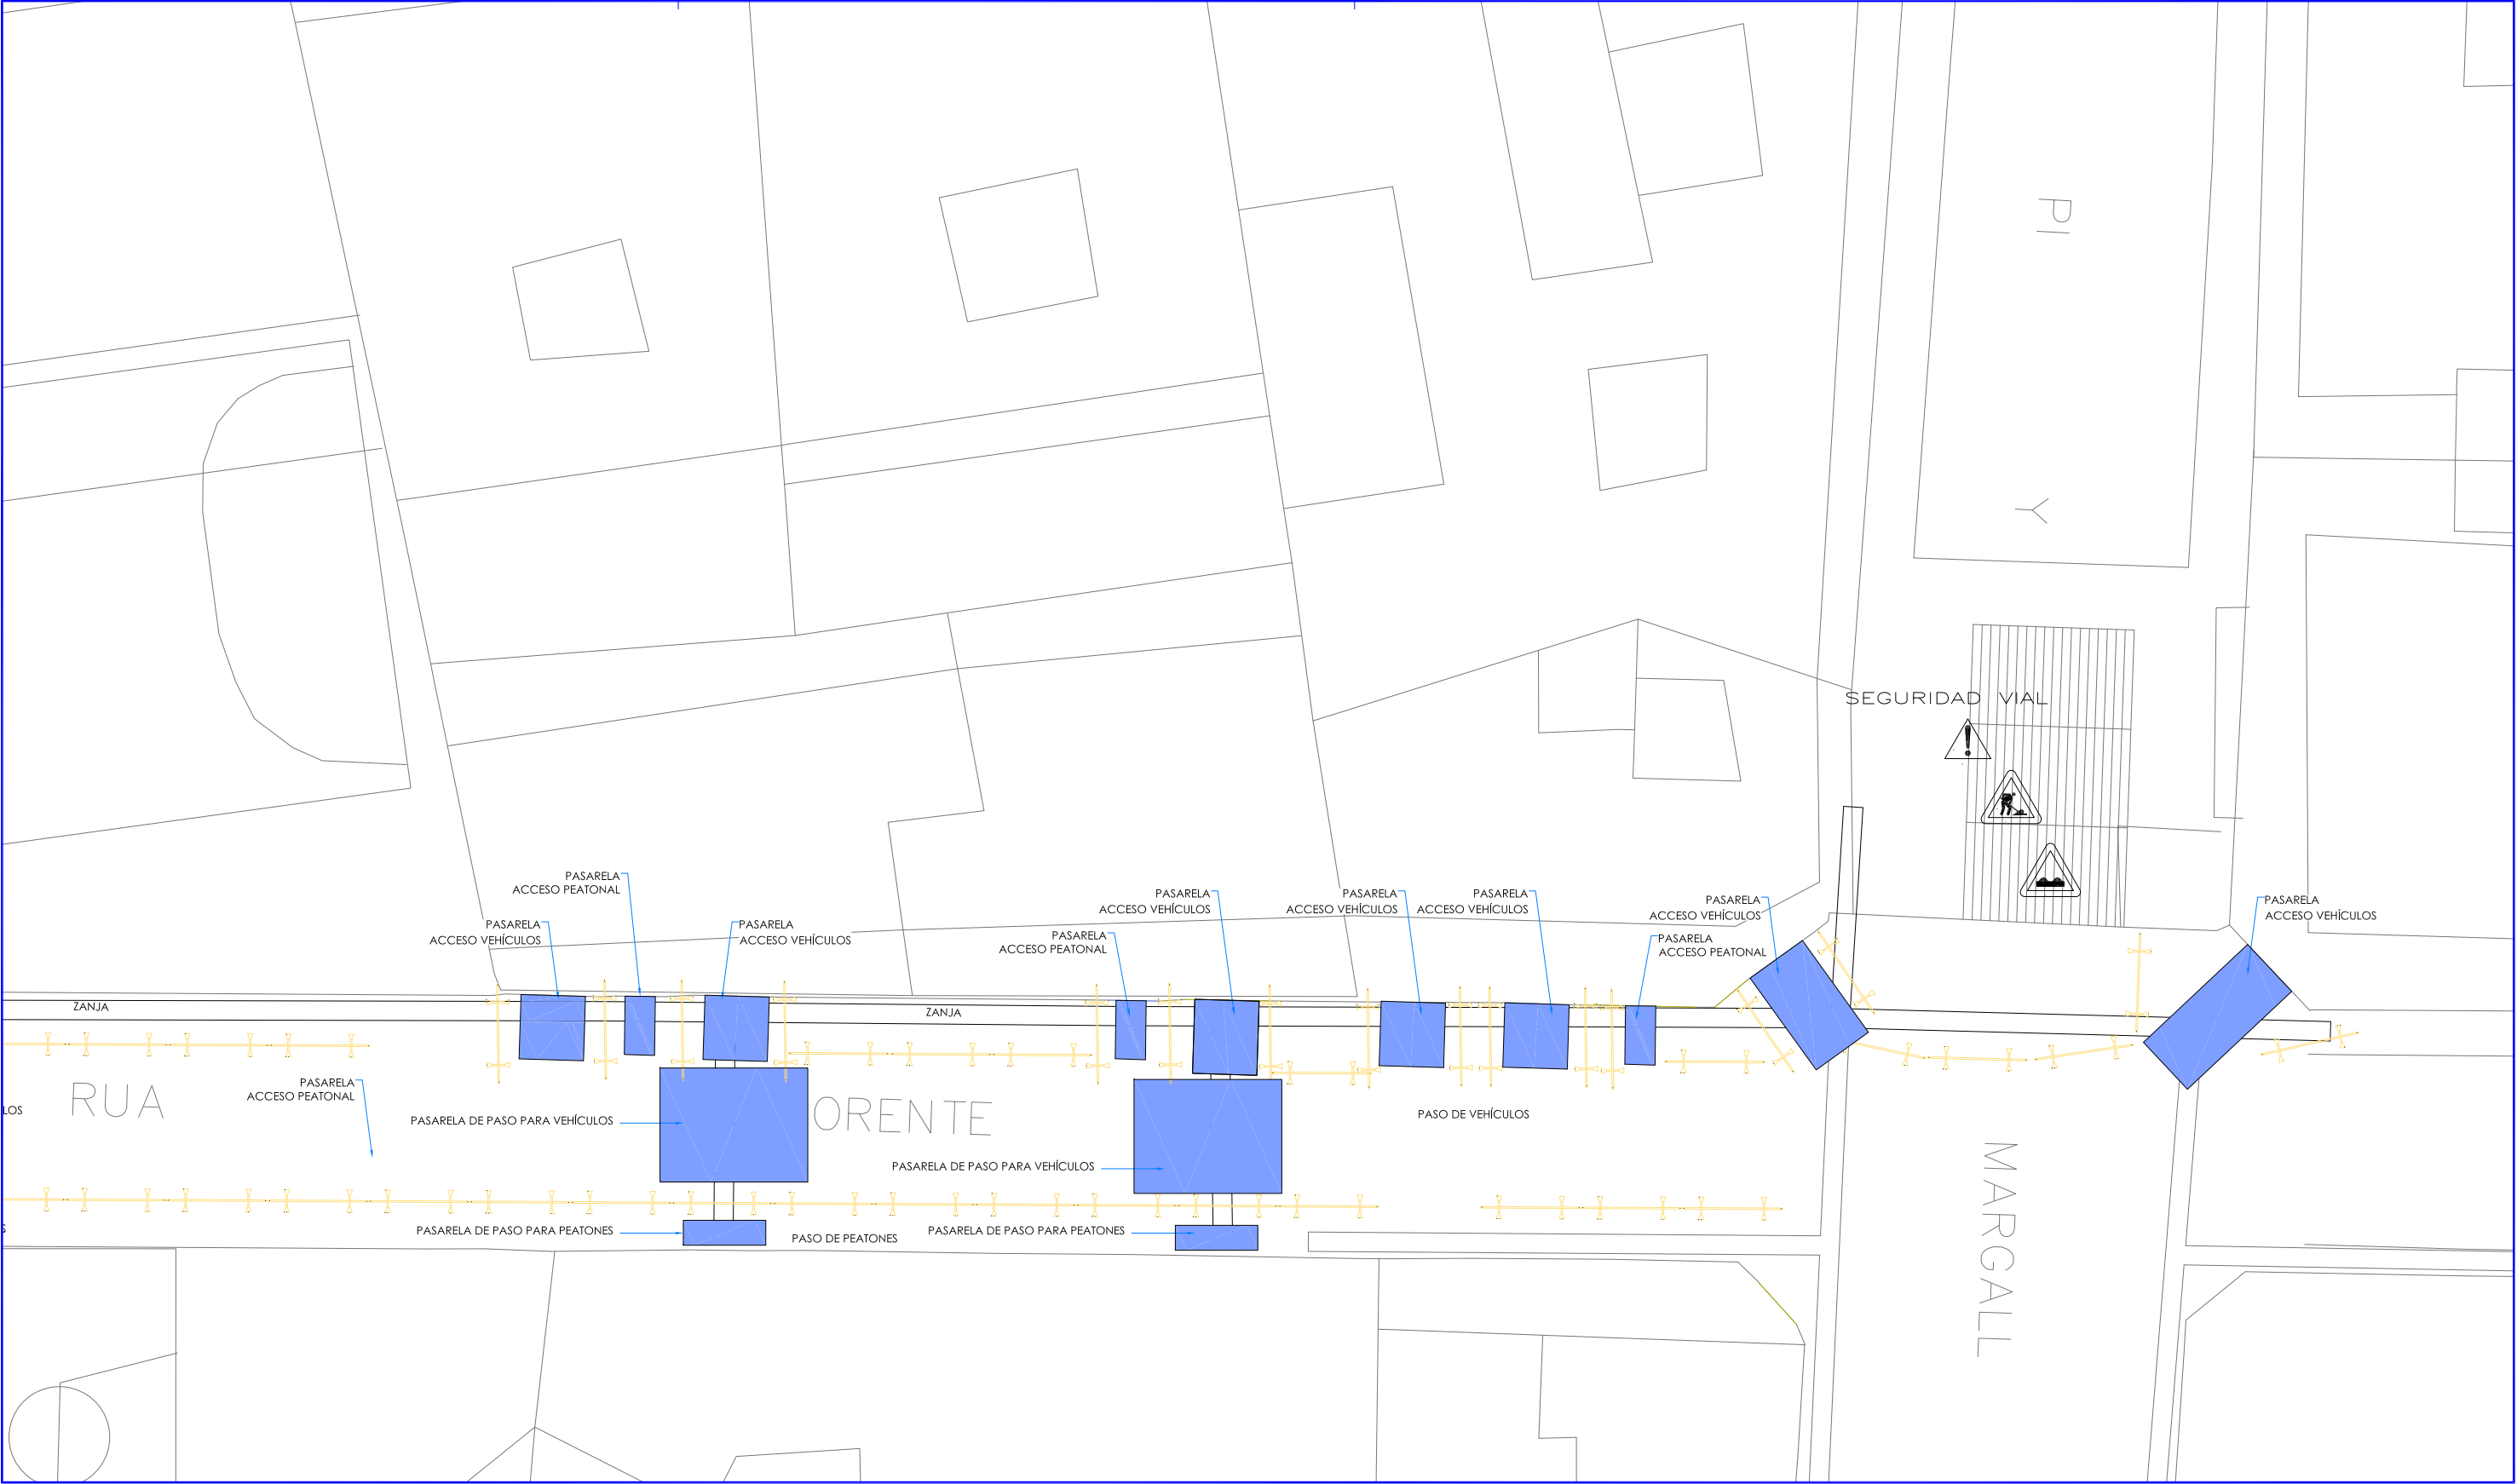 PI
Y
SEGURIDAD VIAL
PASARELA
ACCESO PEATONAL
PASARELA
ACCESO VEHÍCULOS
PASARELA
ACCESO VEHÍCULOS
PASARELA
ACCESO PEATONAL
PASARELA
ACCESO VEHÍCULOS
PASARELA
ACCESO VEHÍCULOS
PASARELA
ACCESO VEHÍCULOS
PASARELA
ACCESO PEATONAL
PASARELA
ACCESO VEHÍCULOS
PASARELA
ACCESO VEHÍCULOS
ZANJA
ZANJA
RUA
PASARELA
ACCESO PEATONAL
LOS
PASARELA DE PASO PARA VEHÍCULOS
ORENTE
PASARELA DE PASO PARA VEHÍCULOS
PASO DE VEHÍCULOS
MARGALL
S
PASARELA DE PASO PARA PEATONES
PASO DE PEATONES
PASARELA DE PASO PARA PEATONES